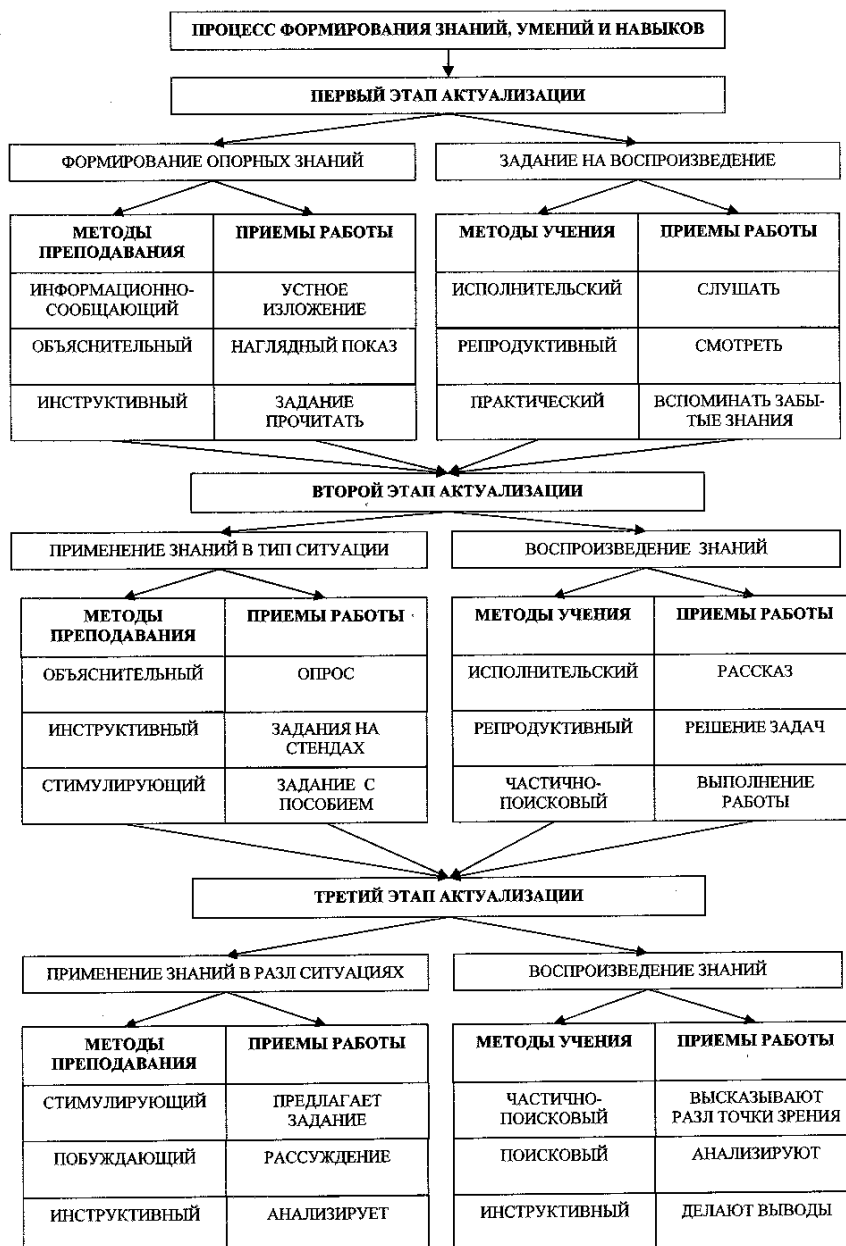 ПРОЦЕСС ФОРМИРОВАНИЯ ЗНАНИЙ, УМЕНИЙ И НАВЫКОВ
ПЕРВЫЙ ЭТАП АКТУАЛИЗАЦИИ
ФОРМИРОВАНИЕ ОПОРНЫХ ЗНАНИЙ
МЕТОДЫ
ПРЕПОДАВАНИЯ
ПРИЕМЫ РАБОТЫ
ИНФОРМАЦИОННО-
СООБЩАЮЩИЙ
УСТНОЕ
ИЗЛОЖЕНИЕ
ОБЪЯСНИТЕЛЬНЫЙ
НАГЛЯДНЫЙ ПОКАЗ
ИНСТРУКТИВНЫЙ
ЗАДАНИЕ
ПРОЧИТАТЬ
ЗАДАНИЕ НА ВОСПРОИЗВЕДЕНИЕ
МЕТОДЫ УЧЕНИЯ
ПРИЕМЫ РАБОТЫ
ИСПОЛНИТЕЛЬСКИЙ
СЛУШАТЬ
РЕПРОДУКТИВНЫЙ
СМОТРЕТЬ
ПРАКТИЧЕСКИЙ
ВСПОМИНАТЬ ЗАБЫ-
ТЫЕ ЗНАНИЯ
ВТОРОЙ ЭТАП АКТУАЛИЗАЦИИ
ПРИМЕНЕНИЕ ЗНАНИЙ В ТИП СИТУАЦИИ
МЕТОДЫ
ПРЕПОДАВАНИЯ
ПРИЕМЫ РАБОТЫ
ОБЪЯСНИТЕЛЬНЫЙ
ОПРОС
ИНСТРУКТИВНЫЙ
ЗАДАНИЯ НА
СТЕНДАХ
СТИМУЛИРУЮЩИЙ
ЗАДАНИЕ С
ПОСОБИЕМ
ВОСПРОИЗВЕДЕНИЕ ЗНАНИЙ
МЕТОДЫ УЧЕНИЯ
ПРИЕМЫ РАБОТЫ
ИСПОЛНИТЕЛЬСКИЙ
РАССКАЗ
РЕПРОДУКТИВНЫЙ
РЕШЕНИЕ ЗАДАЧ
ЧАСТИЧНО-
ПОИСКОВЫЙ
ВЫПОЛНЕНИЕ
РАБОТЫ
ТРЕТИЙ ЭТАП АКТУАЛИЗАЦИИ
ПРИМЕНЕНИЕ ЗНАНИЙ В РАЗЛ СИТУАЦИЯХ
МЕТОДЫ
ПРЕПОДАВАНИЯ
ПРИЕМЫ РАБОТЫ
СТИМУЛИРУЮЩИЙ
ПРЕДЛАГАЕТ
ЗАДАНИЕ
ПОБУЖДАЮЩИЙ
РАССУЖДЕНИЕ
ИНСТРУКТИВНЫЙ
АНАЛИЗИРУЕТ
ВОСПРОИЗВЕДЕНИЕ ЗНАНИЙ
МЕТОДЫ УЧЕНИЯ
ПРИЕМЫ РАБОТЫ
ЧАСТИЧНО-
ПОИСКОВЫЙ
ВЫСКАЗЫВАЮТ
РАЗЛ ТОЧКИ ЗРЕНИЯ
ПОИСКОВЫЙ
АНАЛИЗИРУЮТ
ИНСТРУКТИВНЫЙ
ДЕЛАЮТ ВЫВОДЫ